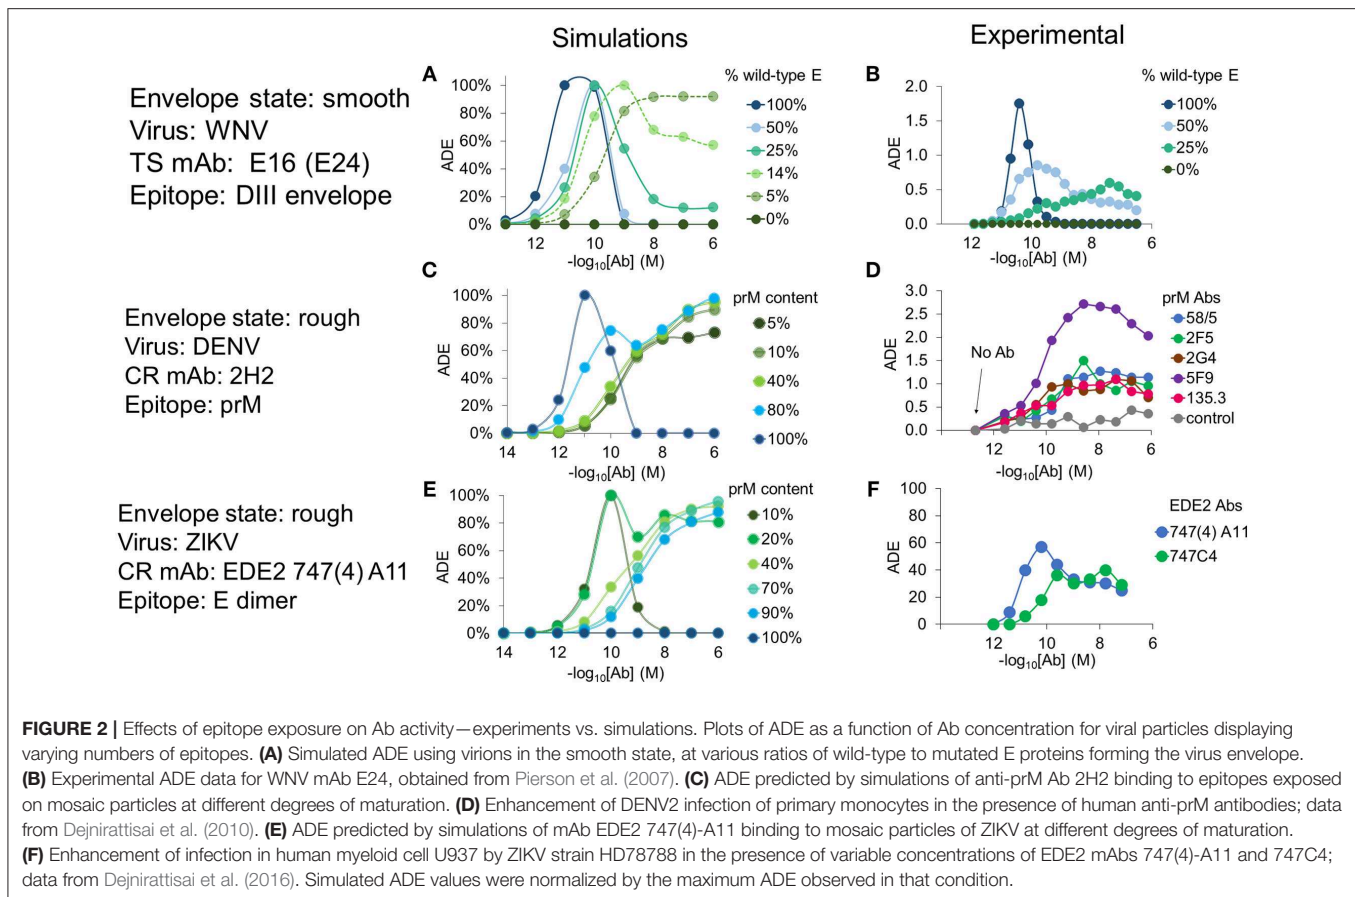 Simulations
Experimental
Envelope state: smooth
Virus: WNV
TS mAb: E16 (E24)
Epitope: DIII envelope
(A)
100%
80%
60%
40%
20%
0%
ADE
12
10
8
6
-log10[Ab] (M)
% wild-type E
100%
50%
25%
14%
5%
0%
(B)
2.0
1.5
1.0
0.5
0.0
ADE
12
10
8
6
-log10[Ab] (M)
% wild-type E
100%
50%
25%
0%
Envelope state: rough
Virus: DENV
CR mAb: 2H2
Epitope: prM
(C)
100%
80%
60%
40%
20%
0%
ADE
14
12
10
8
6
-log10[Ab] (M)
prM content
5%
10%
40%
80%
100%
(D)
3.0
2.5
2.0
1.5
1.0
0.5
0.0
ADE
No Ab
12
10
8
6
-log10[Ab] (M)
prM Abs
58/5
2F5
2G4
5F9
135.3
control
Envelope state: rough
Virus: ZIKV
CR mAb: EDE2 747(4) A11
Epitope: E dimer
(E)
100%
80%
60%
40%
20%
0%
ADE
14
12
10
8
6
-log10[Ab] (M)
prM content
10%
20%
40%
70%
90%
100%
(F)
100
80
60
40
20
0
ADE
12
10
8
6
-log10[Ab] (M)
EDE2 Abs
747(4) A11
747C4
FIGURE 2 | Effects of epitope exposure on Ab activity—experiments vs. simulations. Plots of ADE as a function of Ab concentration for viral particles displaying
varying numbers of epitopes. (A) Simulated ADE using virions in the smooth state, at various ratios of wild-type to mutated E proteins forming the virus envelope.
(B) Experimental ADE data for WNV mAb E24, obtained from Pierson et al. (2007). (C) ADE predicted by simulations of anti-prM Ab 2H2 binding to epitopes exposed
on mosaic particles at different degrees of maturation. (D) Enhancement of DENV2 infection of primary monocytes in the presence of human anti-prM antibodies; data
from Dejnirattisai et al. (2010). (E) ADE predicted by simulations of mAb EDE2 747(4)-A11 binding to mosaic particles of ZIKV at different degrees of maturation.
(F) Enhancement of infection in human myeloid cell U937 by ZIKV strain HD78788 in the presence of variable concentrations of EDE2 mAbs 747(4)-A11 and 747C4;
data from Dejnirattisai et al. (2016). Simulated ADE values were normalized by the maximum ADE observed in that condition.